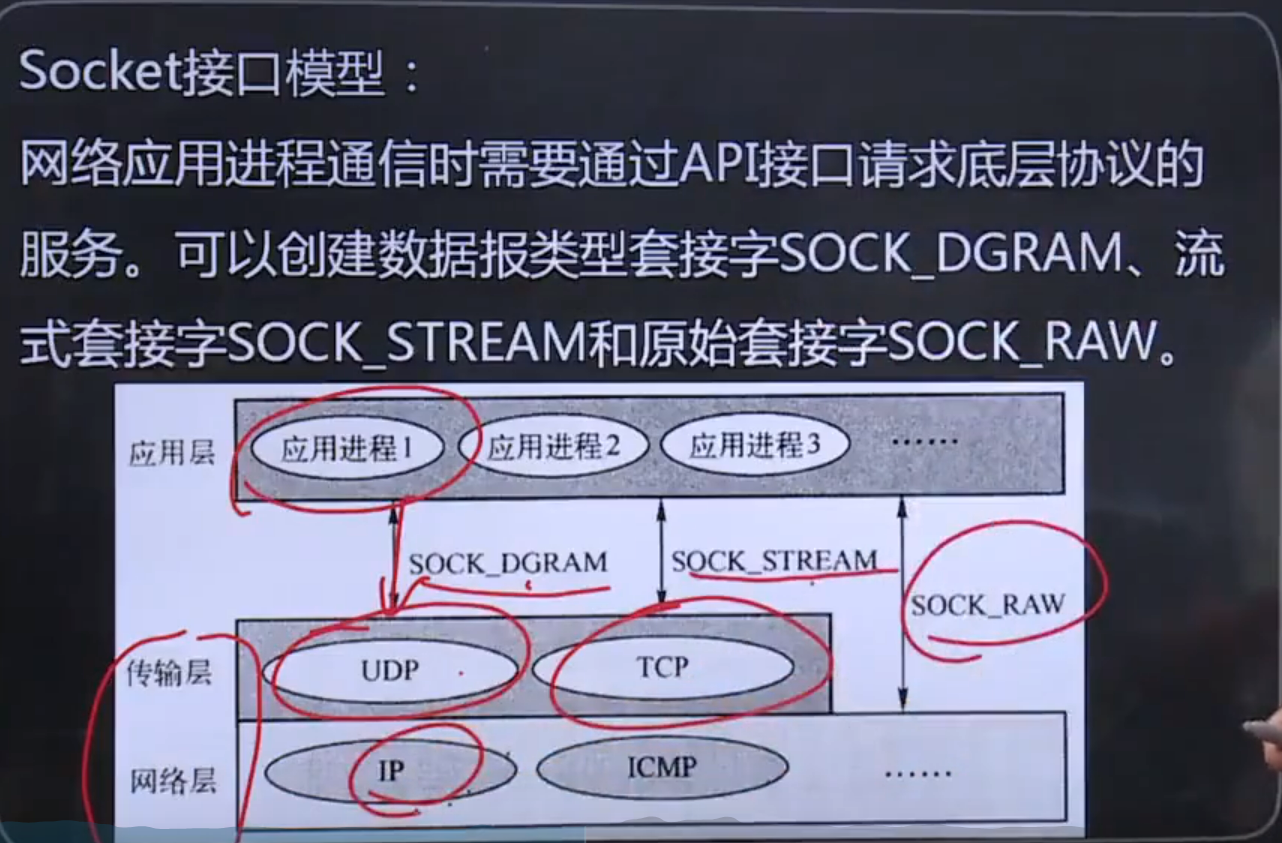 Socket接口模型：
网络应用进程通信时需要通过API接口请求底层协议的
服务。可以创建数据报类型套接字SOCK_DGRAM、流
式套接字SOCK_STREAM和原始套接字SOCK_RAW。
应用层 应用进程1 应用进程2 应用进程3 ······
SOCK_DGRAM SOCK_STREAM
SOCK_RAW
传输层 UDP TCP
网络层 IP ICMP ······